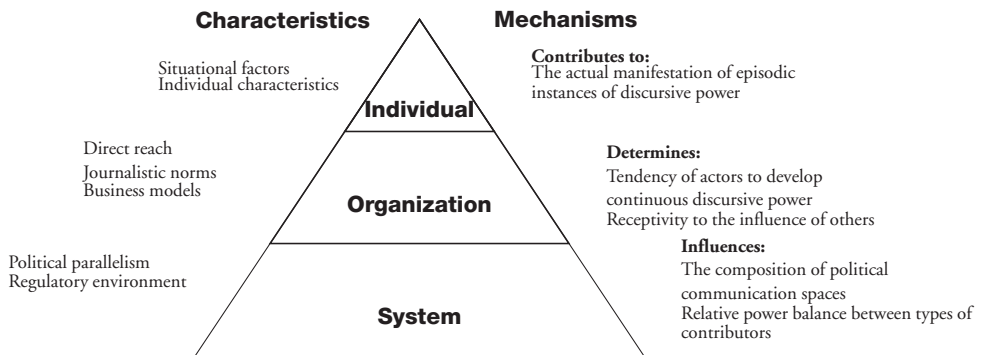 Characteristics
Mechanisms
Situational factors
Individual characteristics
Individual
Contributes to:
The actual manifestation of episodic
instances of discursive power
Direct reach
Journalistic norms
Business models
Organization
Determines:
Tendency of actors to develop
continuous discursive power
Receptivity to the influence of others
Political parallelism
Regulatory environment
System
Influences:
The composition of political
communication spaces
Relative power balance between types of
contributors